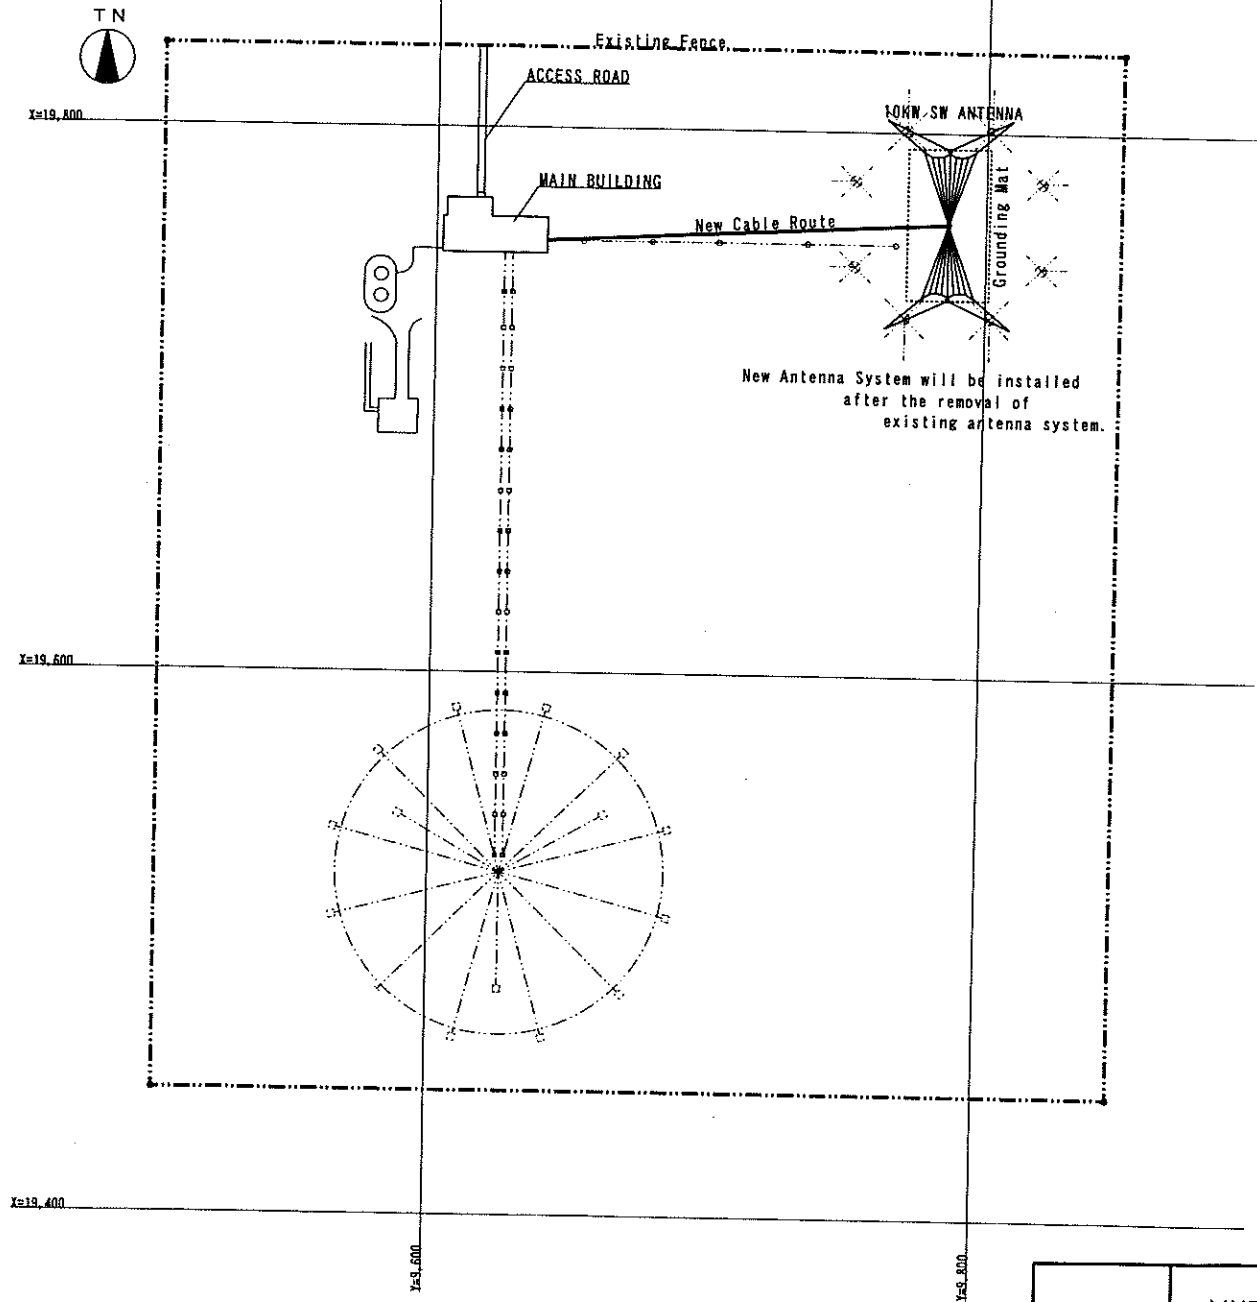 TN
Existing Fence
ACCESS ROAD
X=19,800
10KW SW ANTENNA
MAIN BUILDING
Grounding Mat
New Cable Route
New Antenna System will be installed
after the removal of
existing antenna system.
X=19,600
X=19,400
Y=9,600
Y=9,800